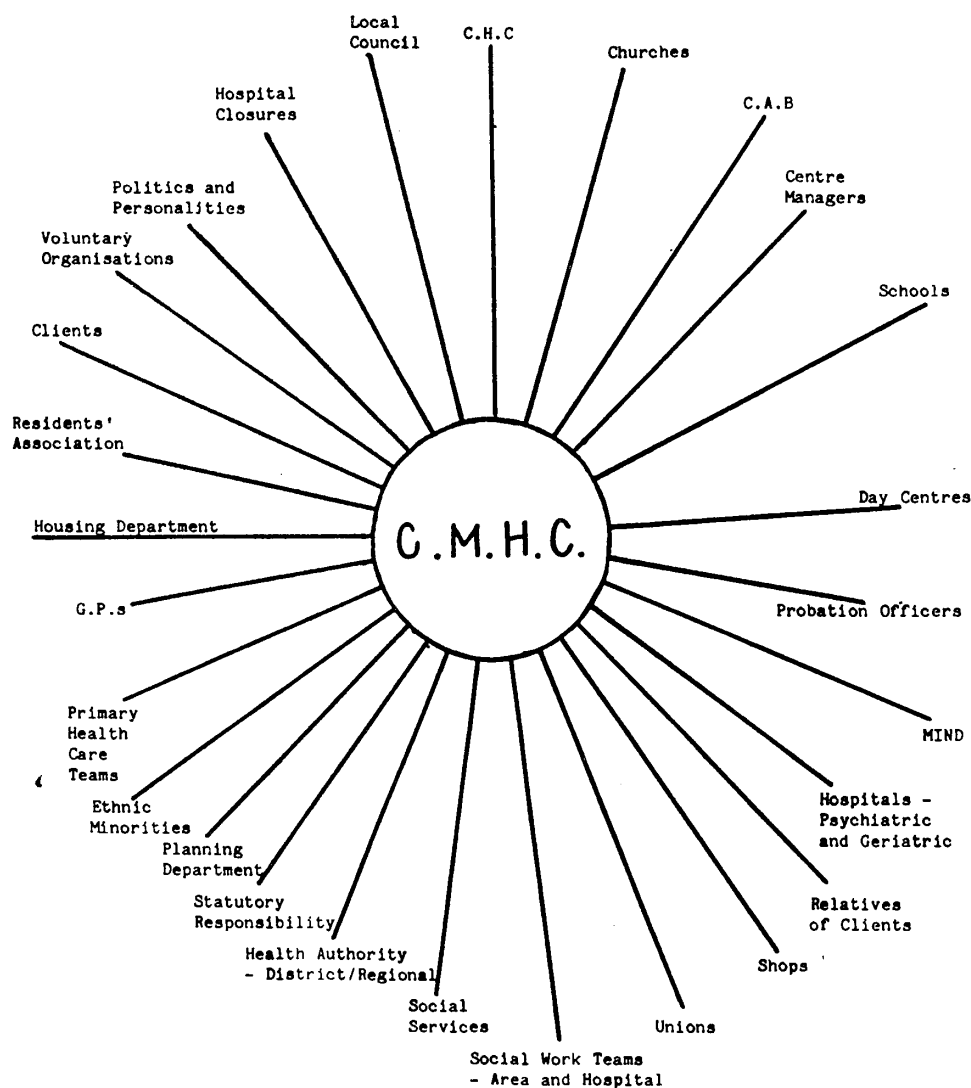 Local
Council
C.H.C
Churches
C.A.B
Centre
Managers
Schools
Day Centres
Probation Officers
MIND
Hospitals -
Psychiatric
and Geriatric
Relatives
of Clients
Shops
Unions
Social Work Teams
- Area and Hospital
Social
Services
Health Authority
- District/Regional
Statutory
Responsibility
Planning
Department
Ethnic
Minorities
Primary
Health
Care
Teams
G.P.s
Housing Department
Residents'
Association
Clients
Voluntary
Organisations
Politics and
Personalities
Hospital
Closures
C.M.H.C.